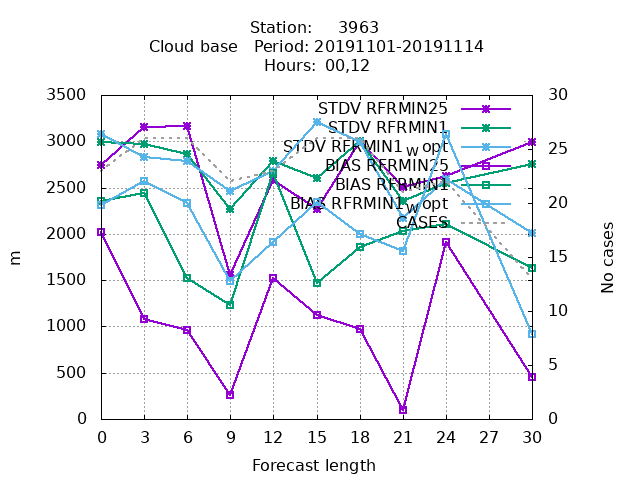 Station: 3963
Cloud base Period: 20191101-20191114
Hours: 00,12
3500
3000
2500
2000
1500
1000
500
0
30
25
20
15
10
5
0
STDV RFRMIN25
STDV RFRMIN1
STDV RFRMIN1_W opt
BIAS RFRMIN25
BIAS RFRMIN1
BIAS RFRMIN1_W opt
CASES
m
No cases
0 3 6 9 12 15 18 21 24 27 30
Forecast length